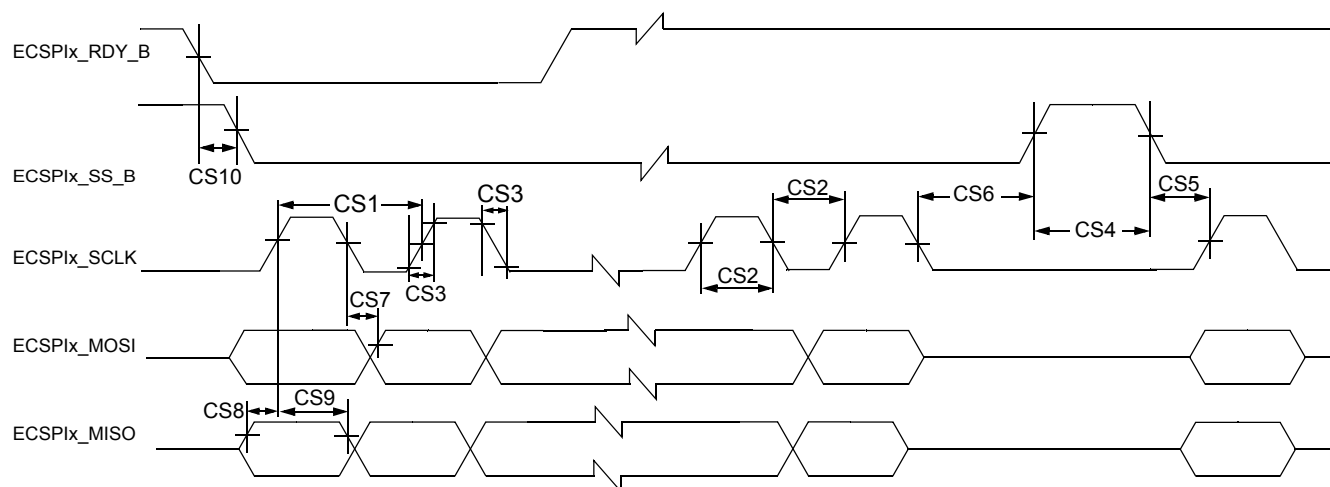 ECSPIx_RDY_B
ECSPIx_SS_B
CS10
CS1
CS3
CS2
CS6
CS5
CS4
ECSPIx_SCLK
CS3
CS2
CS7
ECSPIx_MOSI
CS8
CS9
ECSPIx_MISO